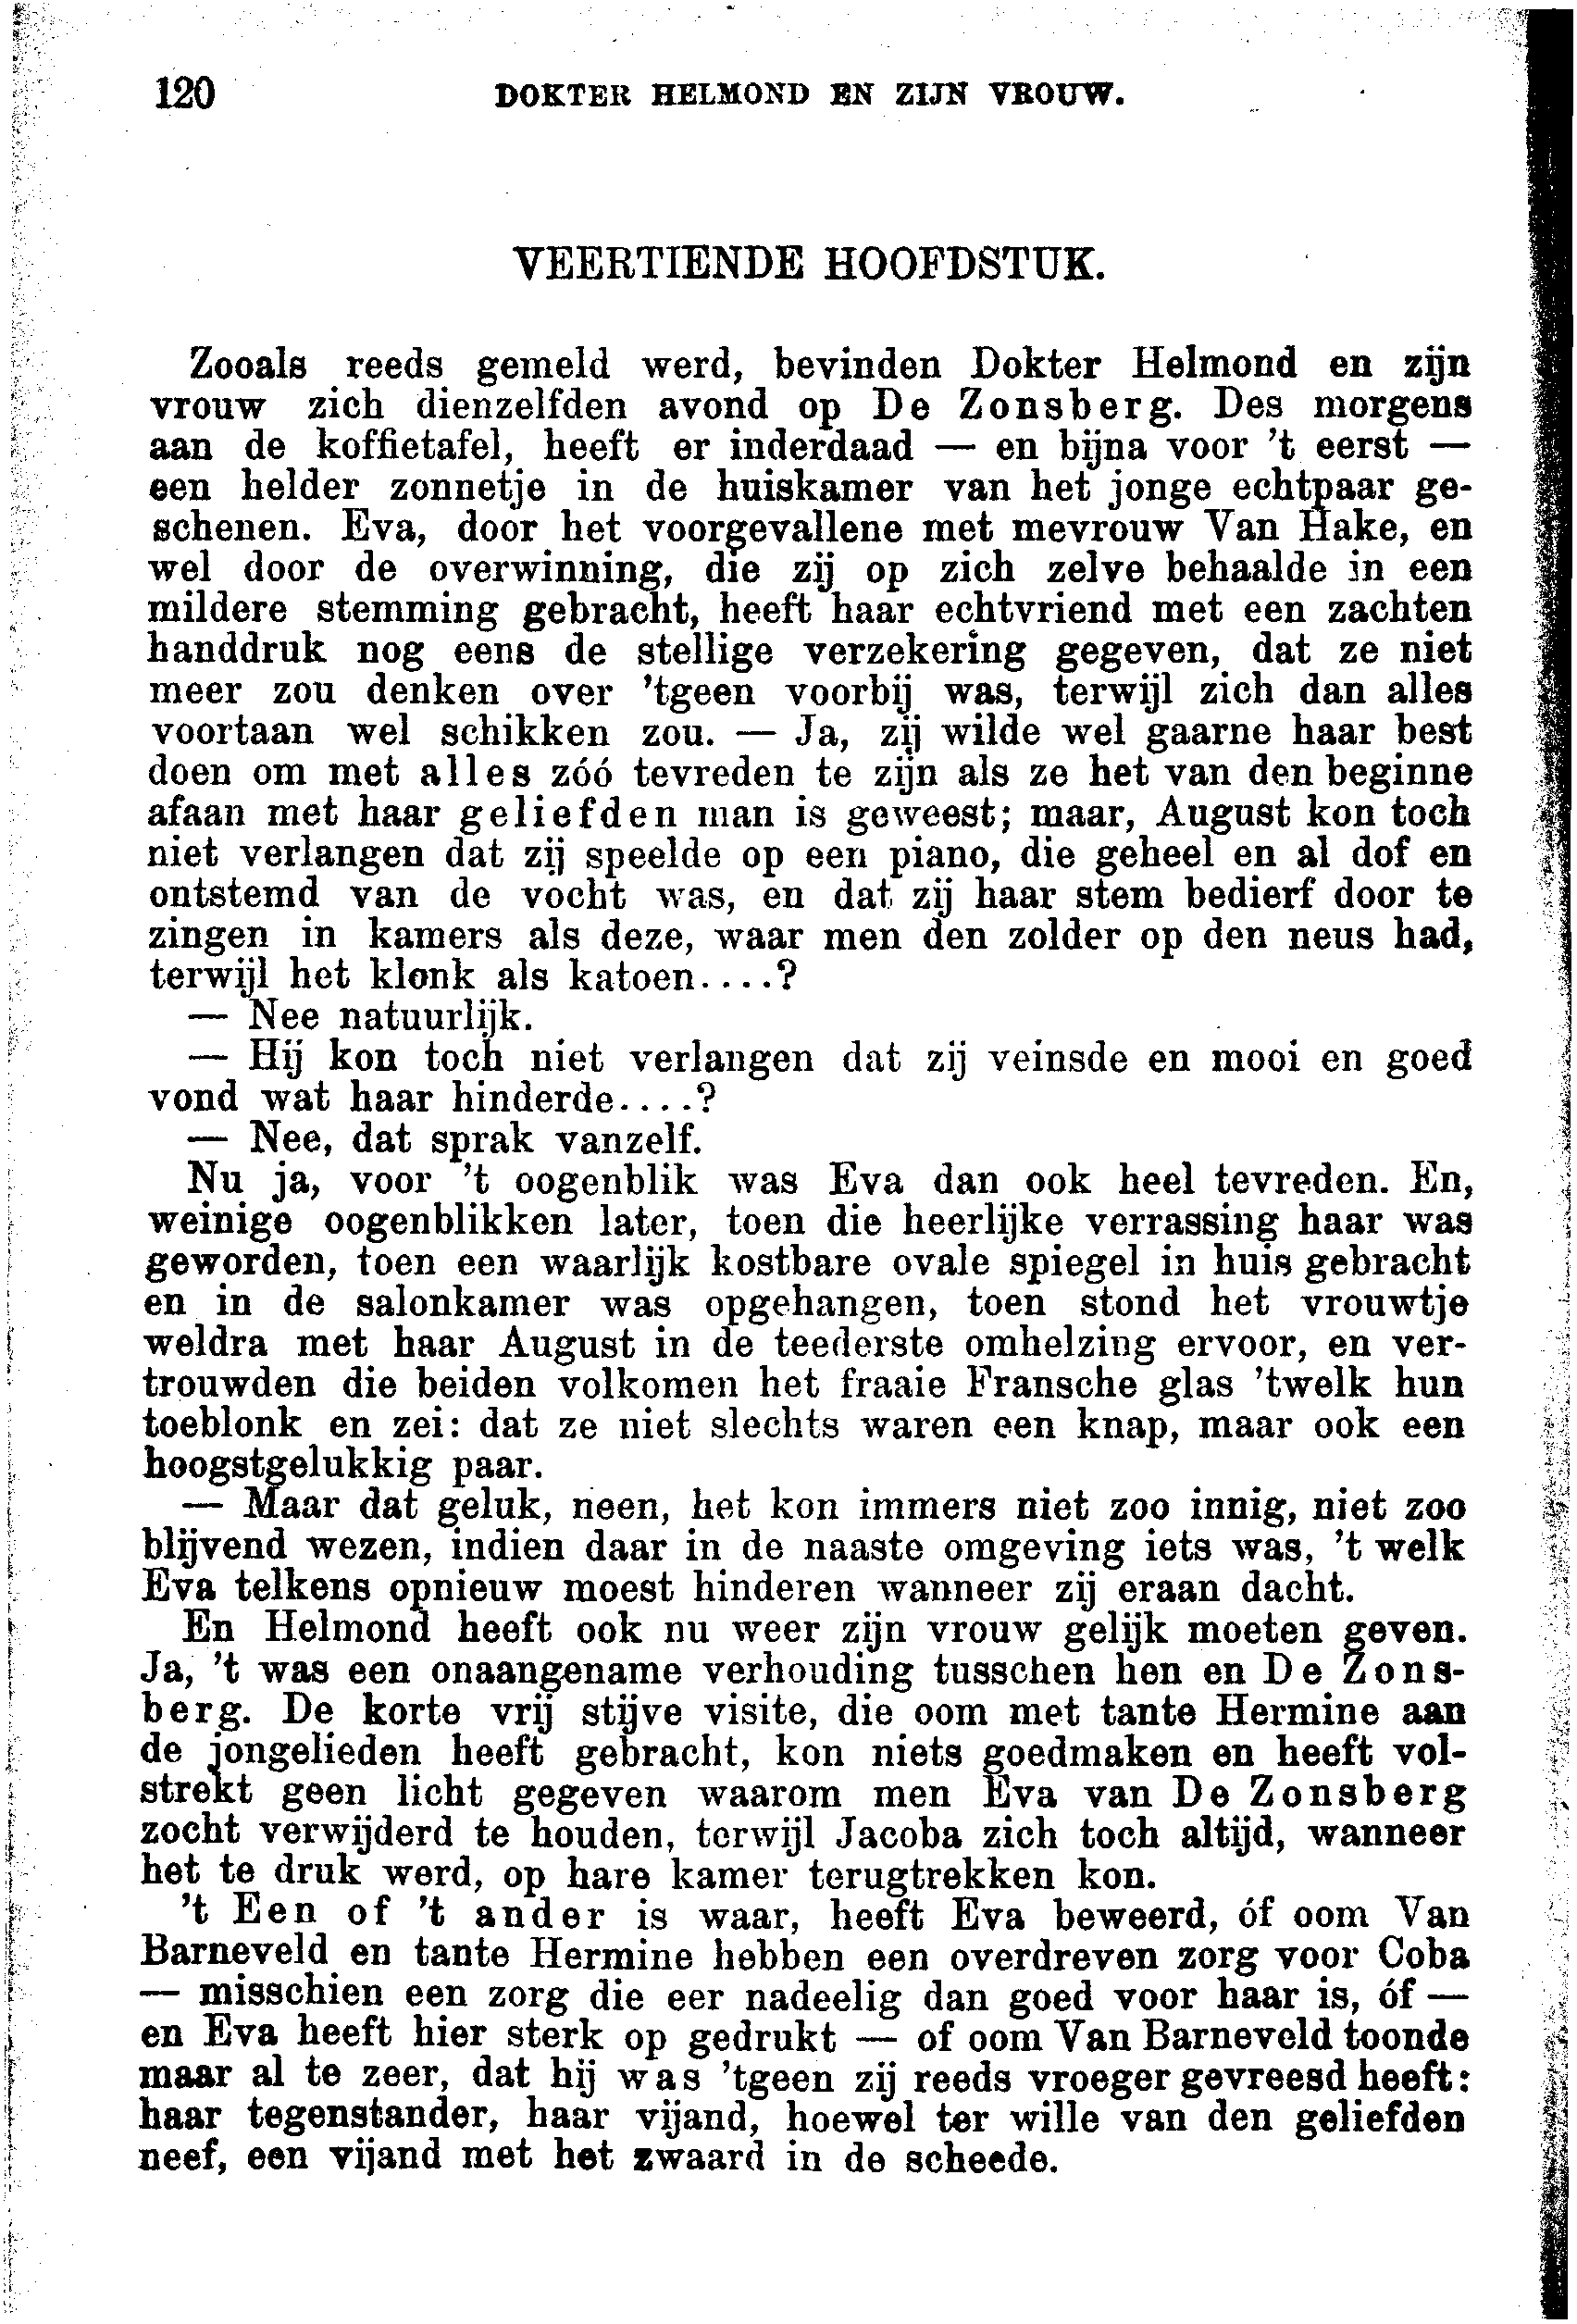 120 DOKTER HELMOND EN ZIJN VROUW.
VEERTIENDE HOOFDSTUK.
Zooals reeds gemeld werd, bevinden Dokter Helmond en zijn
vrouw zich dienzelfden avond op De Zonsberg. Des morgens
aan de koffietafel, heeft er inderdaad — en bijna voor 't eerst —
een helder zonnetje in de huiskamer van het jonge echtpaar ge-
schenen. Eva, door het voorgevallene met mevrouw Van Hake, en
wel door de overwinning, die zij op zich zelve behaalde in een
mildere stemming gebracht, heeft haar echtvriend met een zachten
handdruk nog eens de stellige verzekering gegeven, dat ze niet
meer zou denken over 'tgeen voorbij was, terwijl zich dan alles
voortaan wel schikken zou. — Ja, zij wilde wel gaarne haar best
doen om met alles zóó tevreden te zijn als ze het van den beginne
afaan met haar geliefden man is geweest; maar, August kon toch
niet verlangen dat zij speelde op een piano, die geheel en al dof en
ontstemd van de vocht was, en dat zij haar stem bedierf door te
zingen in kamers als deze, waar men den zolder op den neus had,
terwijl het klonk als katoen....?
— Nee natuurlijk.
— Hij kon toch niet verlangen dat zij veinsde en mooi en goed
vond wat haar hinderde....?
— Nee, dat sprak vanzelf.
Nu ja, voor 't oogenblik was Eva dan ook heel tevreden. En,
weinige oogenblikken later, toen die heerlijke verrassing haar was
geworden, toen een waarlijk kostbare ovale spiegel in huis gebracht
en in de salonkamer was opgehangen, toen stond het vrouwtje
weldra met haar August in de teederste omhelzing ervoor, en ver-
trouwden die beiden volkomen het fraaie Fransche glas 'twelk hun
toeblonk en zei: dat ze niet slechts waren een knap, maar ook een
hoogstgelukkig paar.
— Maar dat geluk, neen, het kon immers niet zoo innig, niet zoo
blijvend wezen, indien daar in de naaste omgeving iets was, 't welk
Eva telkens opnieuw moest hinderen wanneer zij eraan dacht.
En Helmond heeft ook nu weer zijn vrouw gelijk moeten geven.
Ja, 't was een onaangename verhouding tusschen hen en De Zons-
berg. De korte vrij stijve visite, die oom met tante Hermine aan
de jongelieden heeft gebracht, kon niets goedmaken en heeft vol-
strekt geen licht gegeven waarom men Eva van De Zonsberg
zocht verwijderd te houden, terwijl Jacoba zich toch altijd, wanneer
het te druk werd, op hare kamer terugtrekken kon.
't Een of 't ander is waar, heeft Eva beweerd, óf oom Van
Barneveld en tante Hermine hebben een overdreven zorg voor Coba
— misschien een zorg die eer nadeelig dan goed voor haar is, óf —
en Eva heeft hier sterk op gedrukt — of oom Van Barneveld toonde
maar al te zeer, dat hij was 'tgeen zij reeds vroeger gevreesd heeft:
haar tegenstander, haar vijand, hoewel ter wille van den geliefden
neef, een vijand met het zwaard in de scheede.